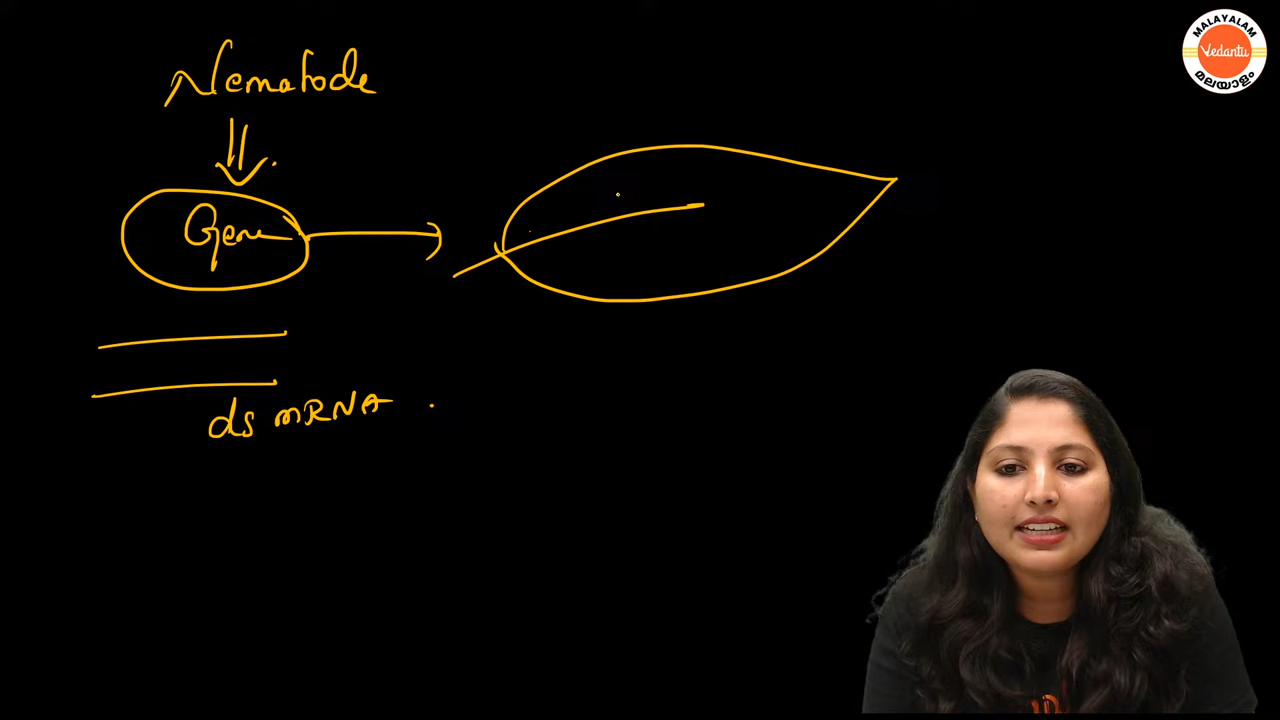 Nematode
Gene
ds mRNA
MALAYALAM
Vedantu
മലയാളം